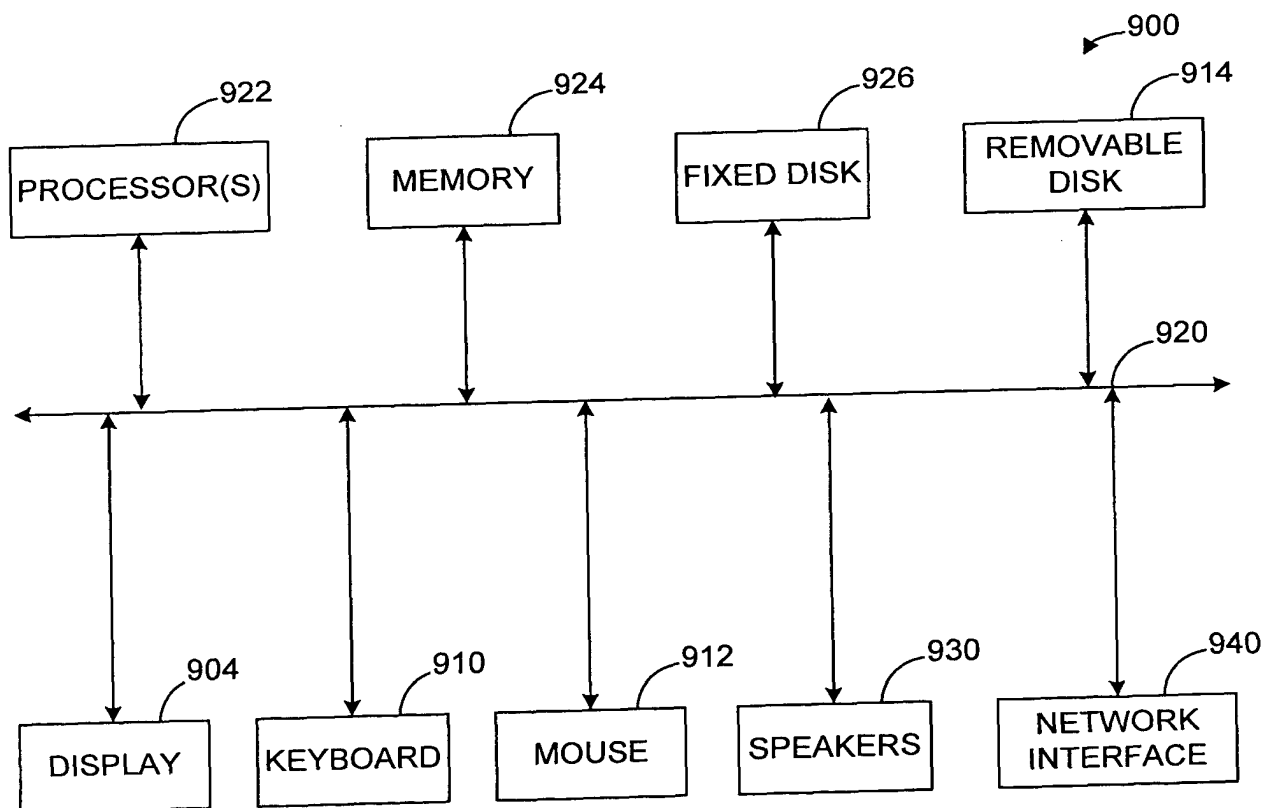 900
922
924
926
914
PROCESSOR(S)
MEMORY
FIXED DISK
REMOVABLE
DISK
920
904
910
912
930
940
DISPLAY
KEYBOARD
MOUSE
SPEAKERS
NETWORK
INTERFACE